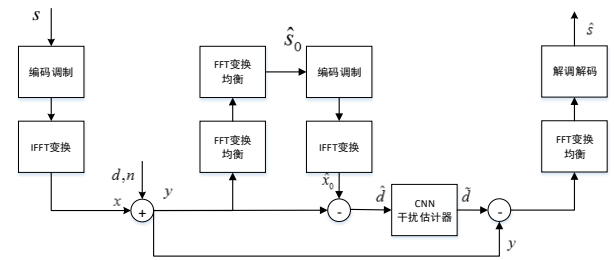 s
编码调制
IFFT变换
d,n
x
+
y
FFT变换
均衡
FFT变换
均衡
ŝ₀
编码调制
IFFT变换
x̂₀
-
d̂
CNN
干扰估计器
d̃
-
y
ŝ
解调解码
FFT变换
均衡